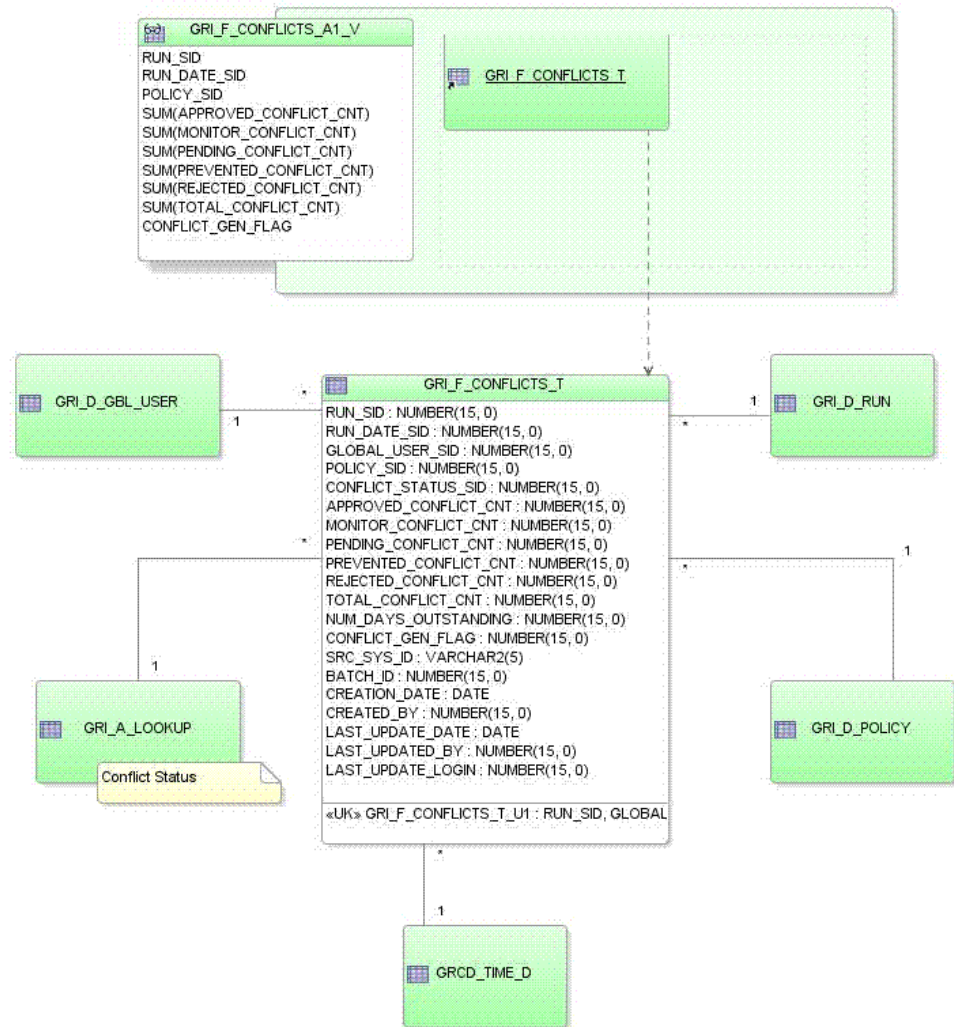 GRI_F_CONFLICTS_A1_V
RUN_SID
RUN_DATE_SID
POLICY_SID
SUM(APPROVED_CONFLICT_CNT)
SUM(MONITOR_CONFLICT_CNT)
SUM(PENDING_CONFLICT_CNT)
SUM(PREVENTED_CONFLICT_CNT)
SUM(REJECTED_CONFLICT_CNT)
SUM(TOTAL_CONFLICT_CNT)
CONFLICT_GEN_FLAG
GRI_F_CONFLICTS_T
GRI_D_GBL_USER
*
1
GRI_F_CONFLICTS_T
RUN_SID : NUMBER(15, 0)
RUN_DATE_SID : NUMBER(15, 0)
GLOBAL_USER_SID : NUMBER(15, 0)
POLICY_SID : NUMBER(15, 0)
CONFLICT_STATUS_SID : NUMBER(15, 0)
APPROVED_CONFLICT_CNT : NUMBER(15, 0)
MONITOR_CONFLICT_CNT : NUMBER(15, 0)
PENDING_CONFLICT_CNT : NUMBER(15, 0)
PREVENTED_CONFLICT_CNT : NUMBER(15, 0)
REJECTED_CONFLICT_CNT : NUMBER(15, 0)
TOTAL_CONFLICT_CNT : NUMBER(15, 0)
NUM_DAYS_OUTSTANDING : NUMBER(15, 0)
CONFLICT_GEN_FLAG : NUMBER(15, 0)
SRC_SYS_ID : VARCHAR2(5)
BATCH_ID : NUMBER(15, 0)
CREATION_DATE : DATE
CREATED_BY : NUMBER(15, 0)
LAST_UPDATE_DATE : DATE
LAST_UPDATED_BY : NUMBER(15, 0)
LAST_UPDATE_LOGIN : NUMBER(15, 0)
«UK» GRI_F_CONFLICTS_T_U1 : RUN_SID, GLOBAL
1
*
GRI_D_RUN
*
1
GRI_A_LOOKUP
Conflict Status
1
*
GRI_D_POLICY
*
1
GRCD_TIME_D